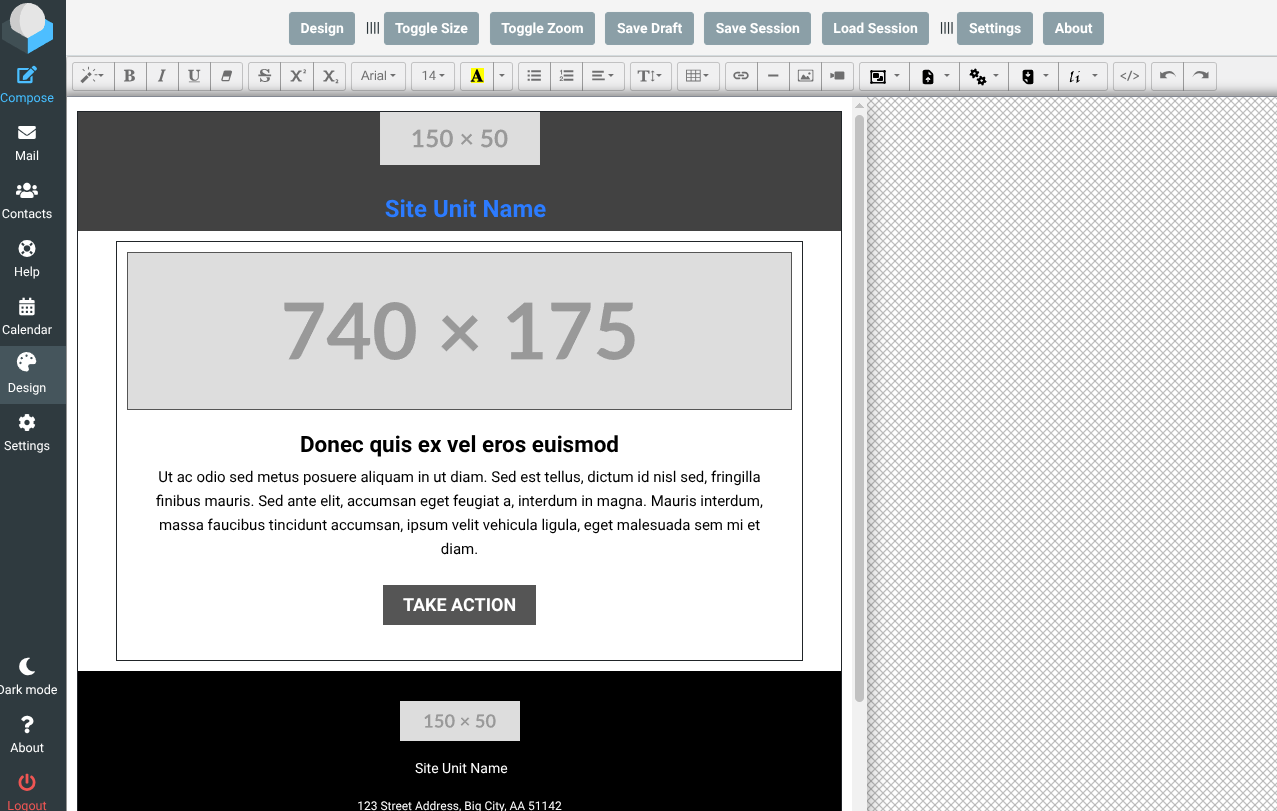 Design
Toggle Size
Toggle Zoom
Save Draft
Save Session
Load Session
Settings
About
B I U S X² X₂ Arial 14 A T </>
Compose
Mail
Contacts
Help
Calendar
Design
Settings
Dark mode
About
Logout
150 × 50
Site Unit Name
740 × 175
Donec quis ex vel eros euismod
Ut ac odio sed metus posuere aliquam in ut diam. Sed est tellus, dictum id nisl sed, fringilla
finibus mauris. Sed ante elit, accumsan eget feugiat a, interdum in magna. Mauris interdum,
massa faucibus tincidunt accumsan, ipsum velit vehicula ligula, eget malesuada sem mi et
diam.
TAKE ACTION
150 × 50
Site Unit Name
123 Street Address, Big City, AA 51142